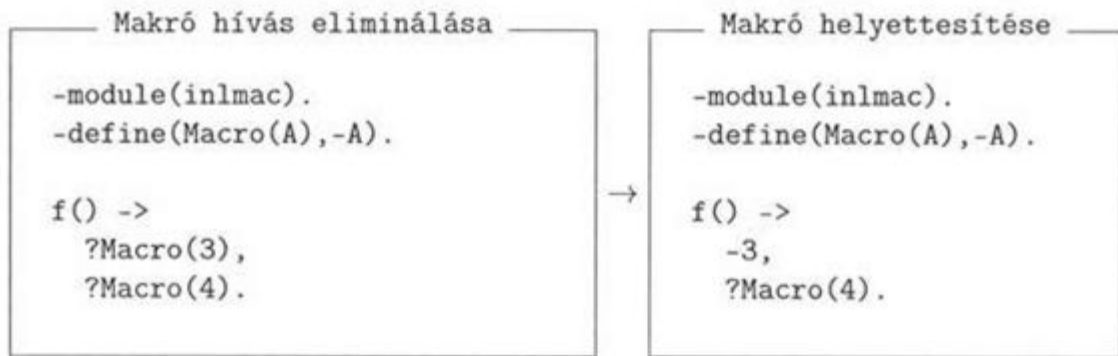 Makró hívás eliminálása
-module(inlmac).
-define(Macro(A),-A).
f() ->
?Macro(3),
?Macro(4).
→
Makró helyettesítése
-module(inlmac).
-define(Macro(A),-A).
f() ->
-3,
?Macro(4).